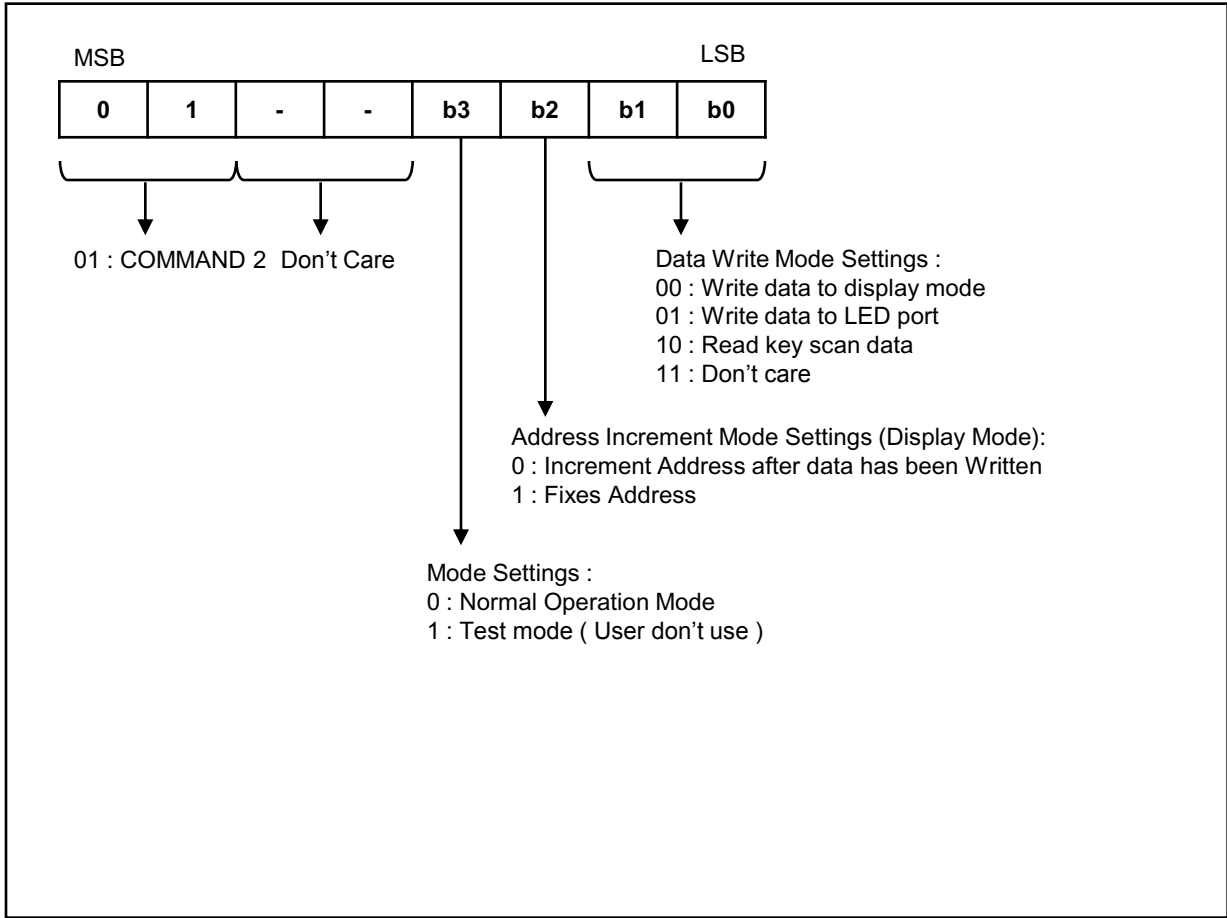 MSB LSB
0 1 - - b3 b2 b1 b0
01 : COMMAND 2 Don’t Care
Data Write Mode Settings :
00 : Write data to display mode
01 : Write data to LED port
10 : Read key scan data
11 : Don’t care
Address Increment Mode Settings (Display Mode):
0 : Increment Address after data has been Written
1 : Fixes Address
Mode Settings :
0 : Normal Operation Mode
1 : Test mode ( User don’t use )